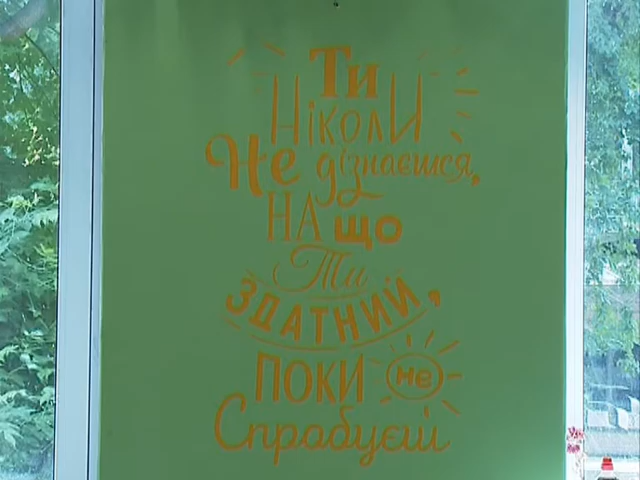 Ти
Ніколи
Не дізнаєшся,
НА що
Ти
ЗДАТНИЙ,
ПОКИ не
Спробуєш